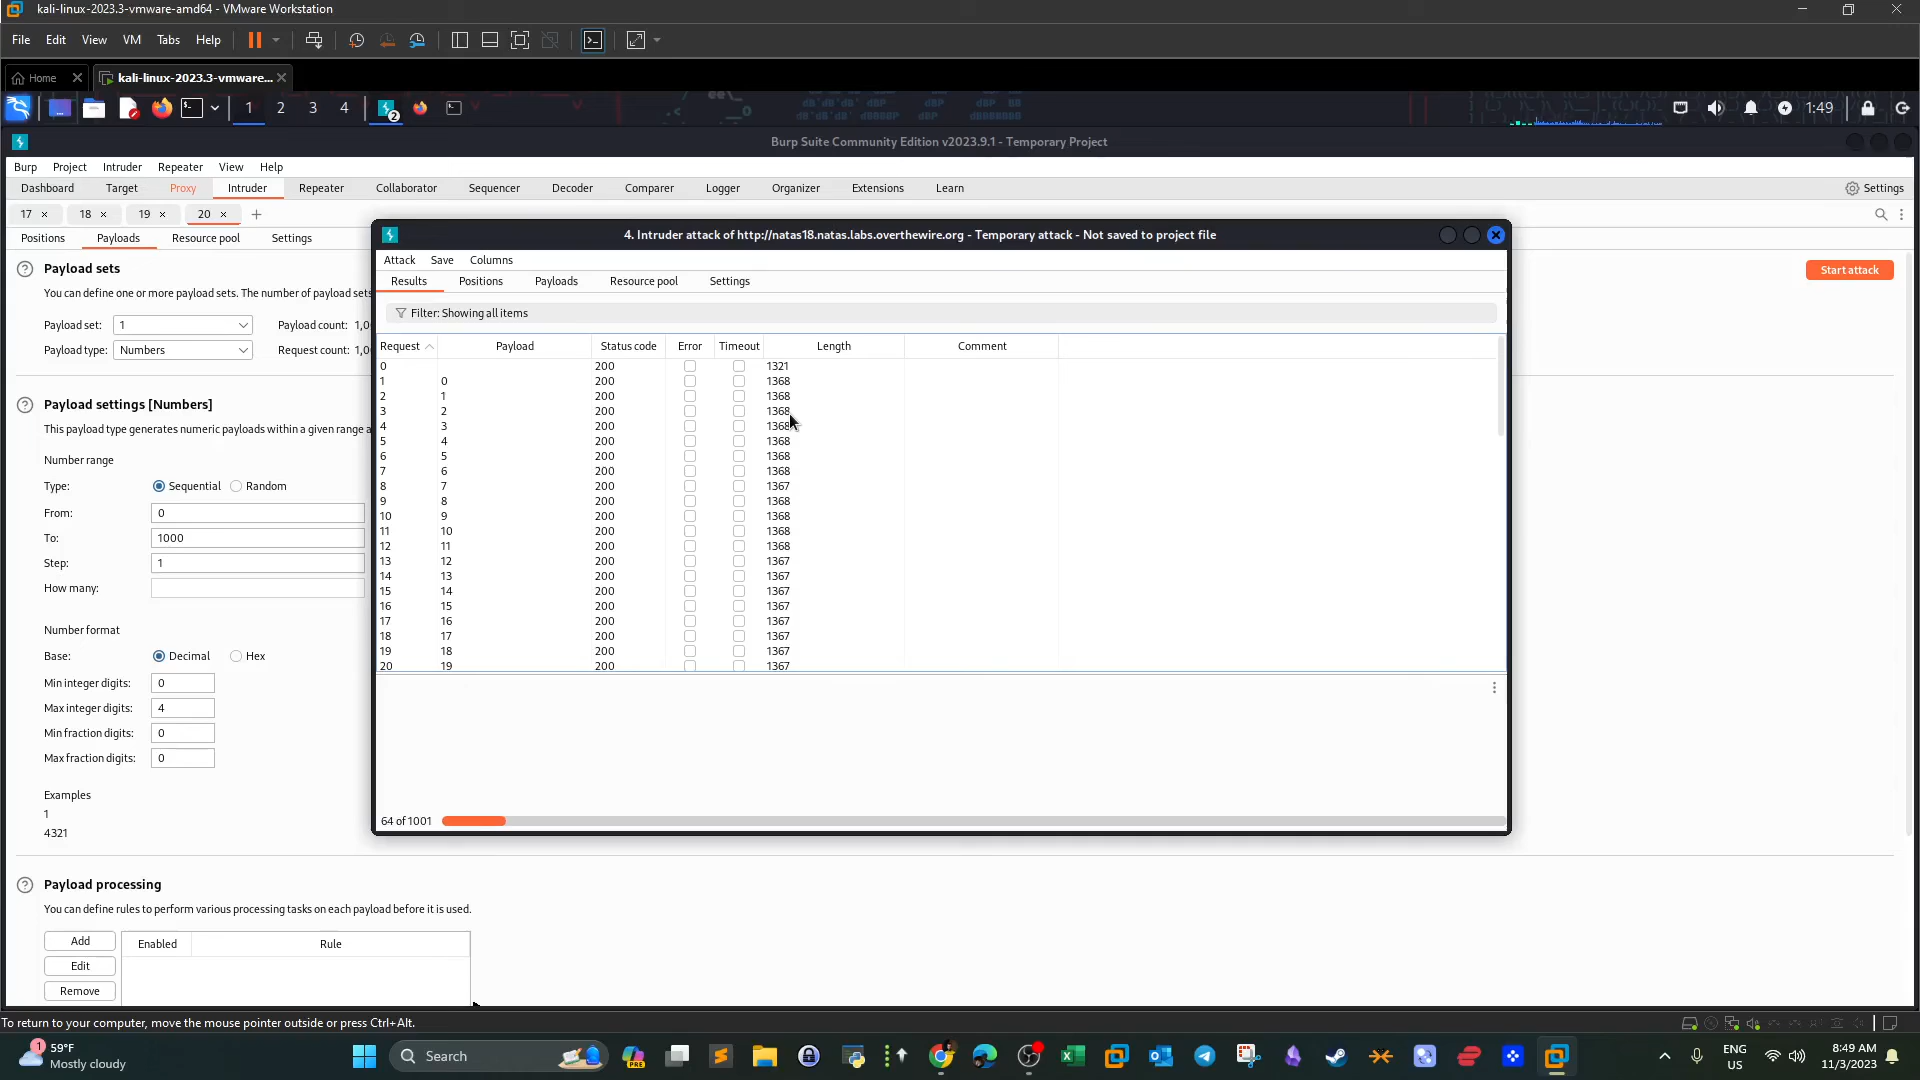 kali-linux-2023.3-vmware-amd64 - VMware Workstation
File Edit View VM Tabs Help
Home kali-linux-2023.3-vmware...
1 2 3 4 2 1:49
Burp Suite Community Edition v2023.9.1 - Temporary Project
Burp Project Intruder Repeater View Help
Dashboard Target Proxy Intruder Repeater Collaborator Sequencer Decoder Comparer Logger Organizer Extensions Learn Settings
17 × 18 × 19 × 20 × +
Positions Payloads Resource pool Settings
4. Intruder attack of http://natas18.natas.labs.overthewire.org - Temporary attack - Not saved to project file
Attack Save Columns
Results Positions Payloads Resource pool Settings
Filter: Showing all items
Request Payload Status code Error Timeout Length Comment
0 200 1321
1 0 200 1368
2 1 200 1368
3 2 200 1368
4 3 200 1368
5 4 200 1368
6 5 200 1368
7 6 200 1368
8 7 200 1367
9 8 200 1368
10 9 200 1368
11 10 200 1368
12 11 200 1368
13 12 200 1367
14 13 200 1367
15 14 200 1367
16 15 200 1367
17 16 200 1367
18 17 200 1367
19 18 200 1367
20 19 200 1367
64 of 1001
Payload sets
Start attack
You can define one or more payload sets. The number of payload sets
Payload set: 1 Payload count: 1,0
Payload type: Numbers Request count: 1,0
Payload settings [Numbers]
This payload type generates numeric payloads within a given range a
Number range
Type: Sequential Random
From: 0
To: 1000
Step: 1
How many:
Number format
Base: Decimal Hex
Min integer digits: 0
Max integer digits: 4
Min fraction digits: 0
Max fraction digits: 0
Examples
1
4321
Payload processing
You can define rules to perform various processing tasks on each payload before it is used.
Add Enabled Rule
Edit
Remove
To return to your computer, move the mouse pointer outside or press Ctrl+Alt.
1 59°F
Mostly cloudy
Search
PRE
ENG
US
8:49 AM
11/3/2023